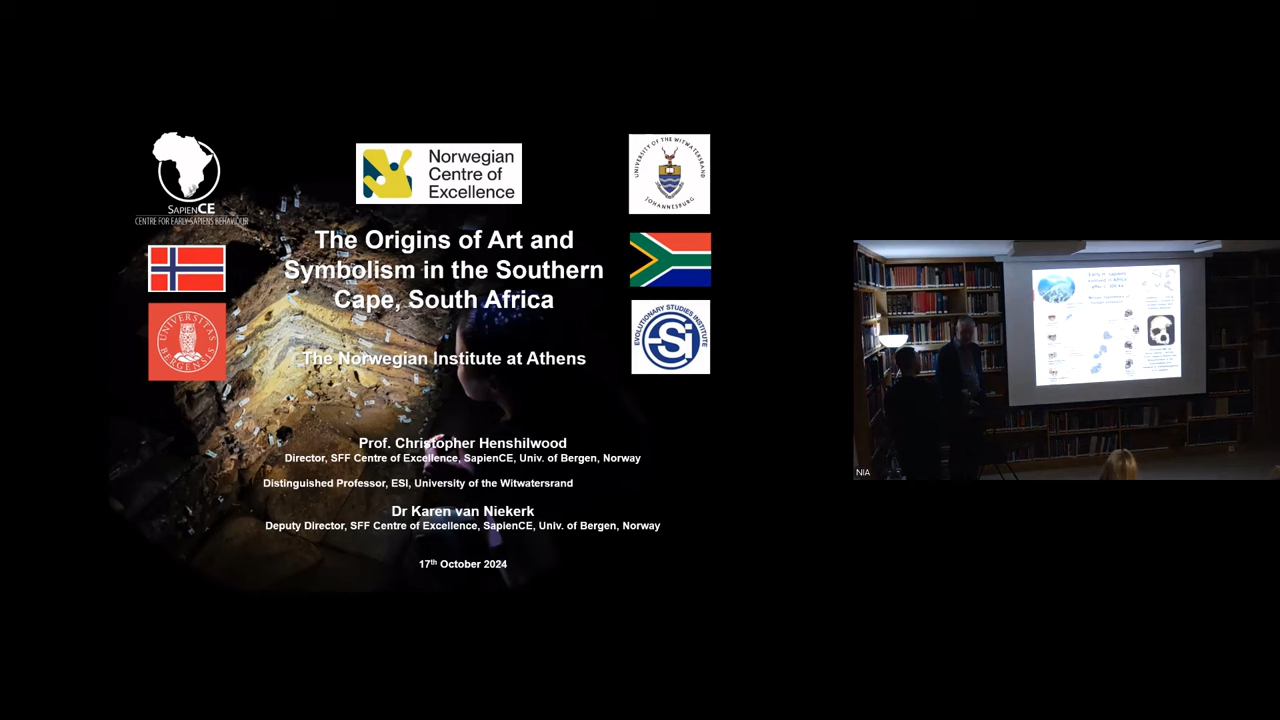 SAPIENCE
CENTRE FOR EARLY SAPIENS BEHAVIOUR
Norwegian
Centre of
Excellence
UNIVERSITY OF THE WITWATERSRAND
JOHANNESBURG
The Origins of Art and
Symbolism in the Southern
Cape, South Africa
UNIVERSITAS
BERGENSIS
EVOLUTIONARY STUDIES INSTITUTE
ESI
The Norwegian Institute at Athens
Prof. Christopher Henshilwood
Director, SFF Centre of Excellence, SapienCE, Univ. of Bergen, Norway
Distinguished Professor, ESI, University of the Witwatersrand
Dr Karen van Niekerk
Deputy Director, SFF Centre of Excellence, SapienCE, Univ. of Bergen, Norway
17th October 2024
NIA